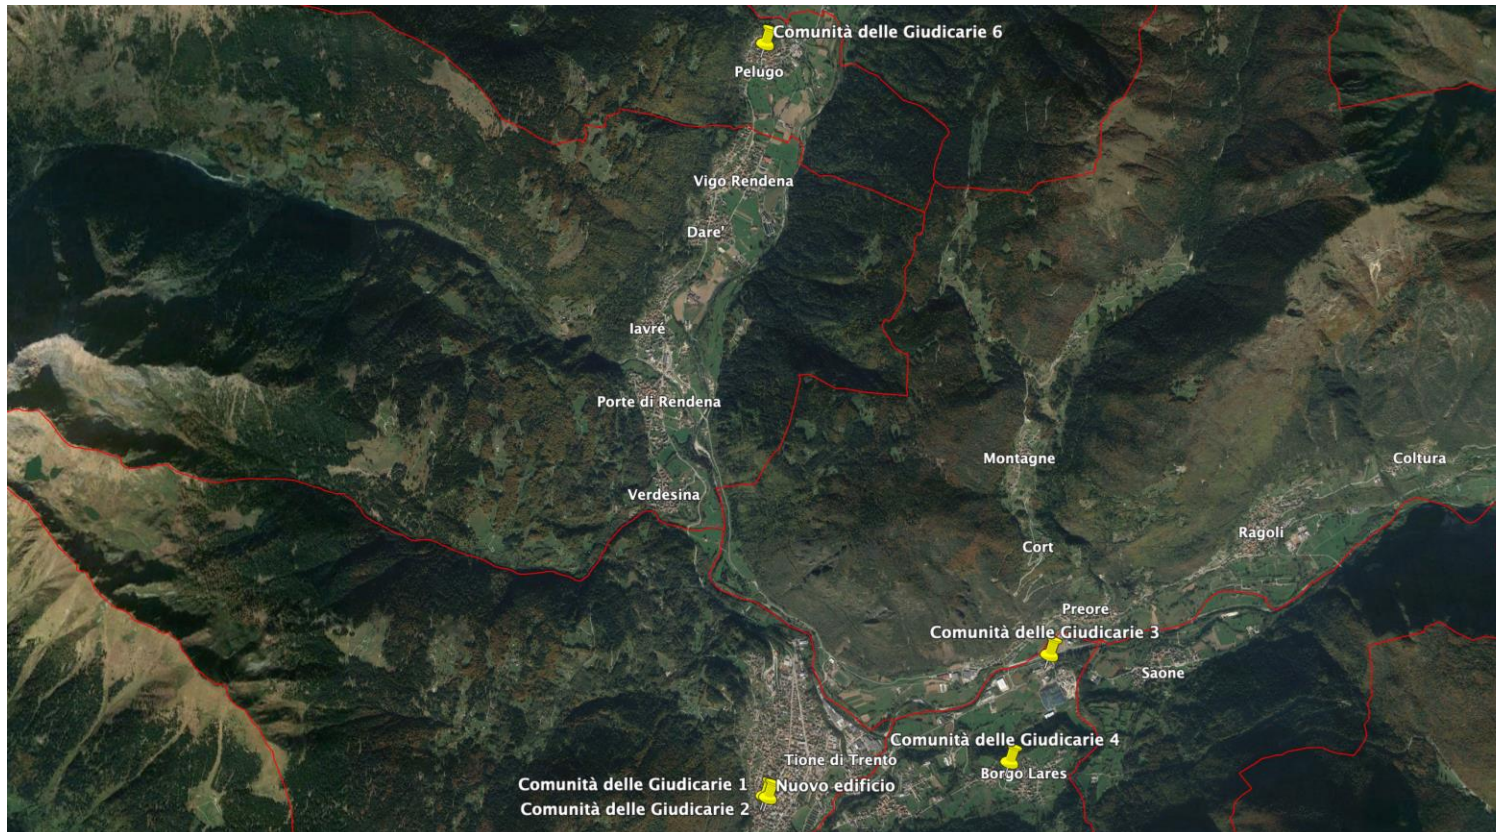 Comunità delle Giudicarie 6
Pelugo
Vigo Rendena
Dare'
Iavré
Porte di Rendena
Montagne
Coltura
Verdesina
Ragoli
Cort
Preore
Comunità delle Giudicarie 3
Saone
Comunità delle Giudicarie 4
Tione di Trento
Borgo Lares
Comunità delle Giudicarie 1
Nuovo edificio
Comunità delle Giudicarie 2